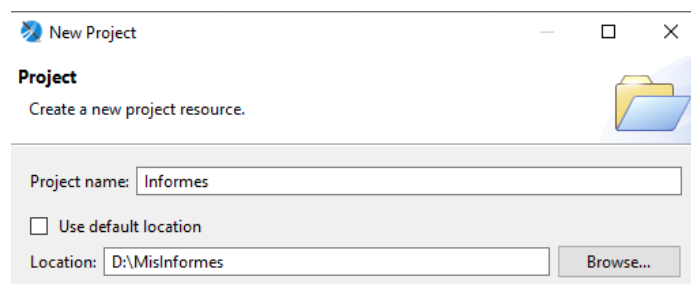 New Project
Project
Create a new project resource.
Project name: Informes
Use default location
Location: D:\MisInformes Browse...